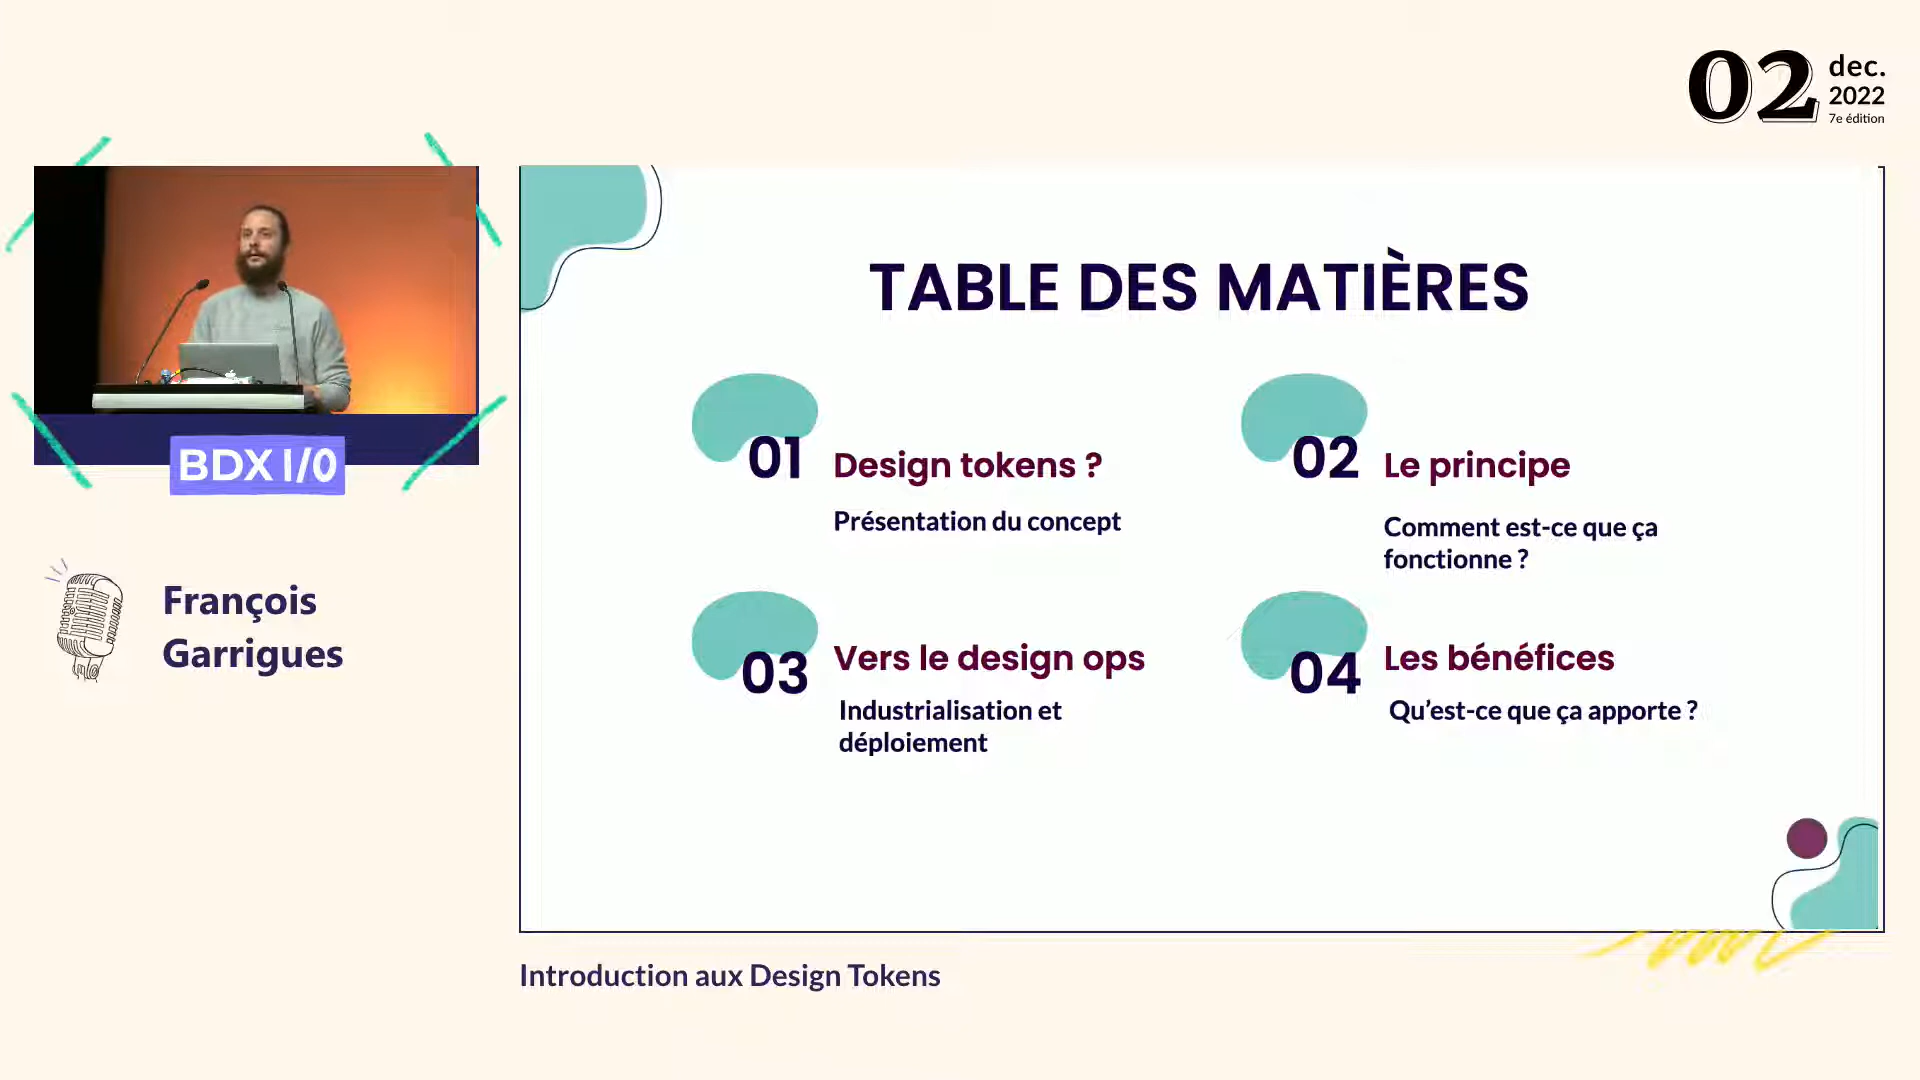 02
dec.
2022
7e édition
BDX I/O
François
Garrigues
TABLE DES MATIÈRES
01
Design tokens ?
Présentation du concept
02
Le principe
Comment est-ce que ça
fonctionne ?
03
Vers le design ops
Industrialisation et
déploiement
04
Les bénéfices
Qu’est-ce que ça apporte ?
Introduction aux Design Tokens